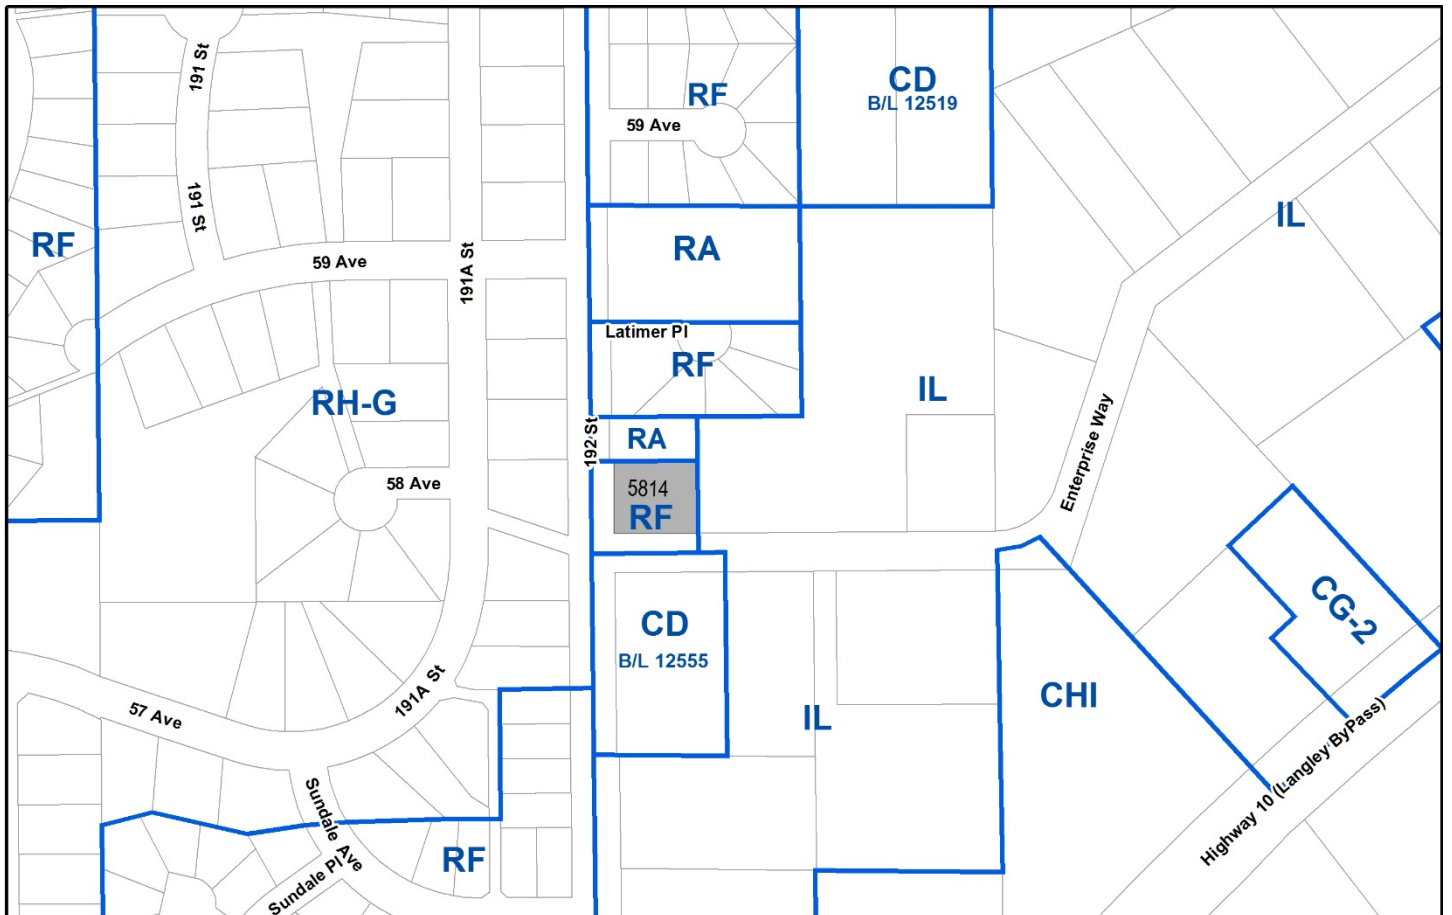 191 St
RF
CD
B/L 12519
59 Ave
191 St
IL
RF
RA
59 Ave
191A St
Latimer Pl
RF
RH-G
IL
192 St
RA
Enterprise Way
58 Ave
5814
RF
CG-2
CD
B/L 12555
191A St
CHI
57 Ave
IL
Highway 10 (Langley ByPass)
Sundale Ave
RF
Sundale Pl